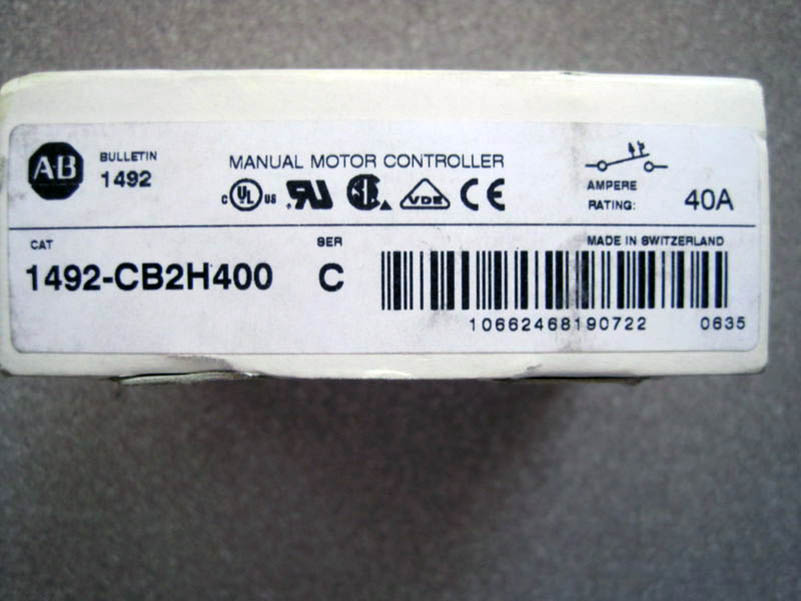 AB BULLETIN 1492
MANUAL MOTOR CONTROLLER
C UL US
VDE CE
AMPERE
RATING: 40A
CAT SER MADE IN SWITZERLAND
1492-CB2H400 C
10662468190722 0635